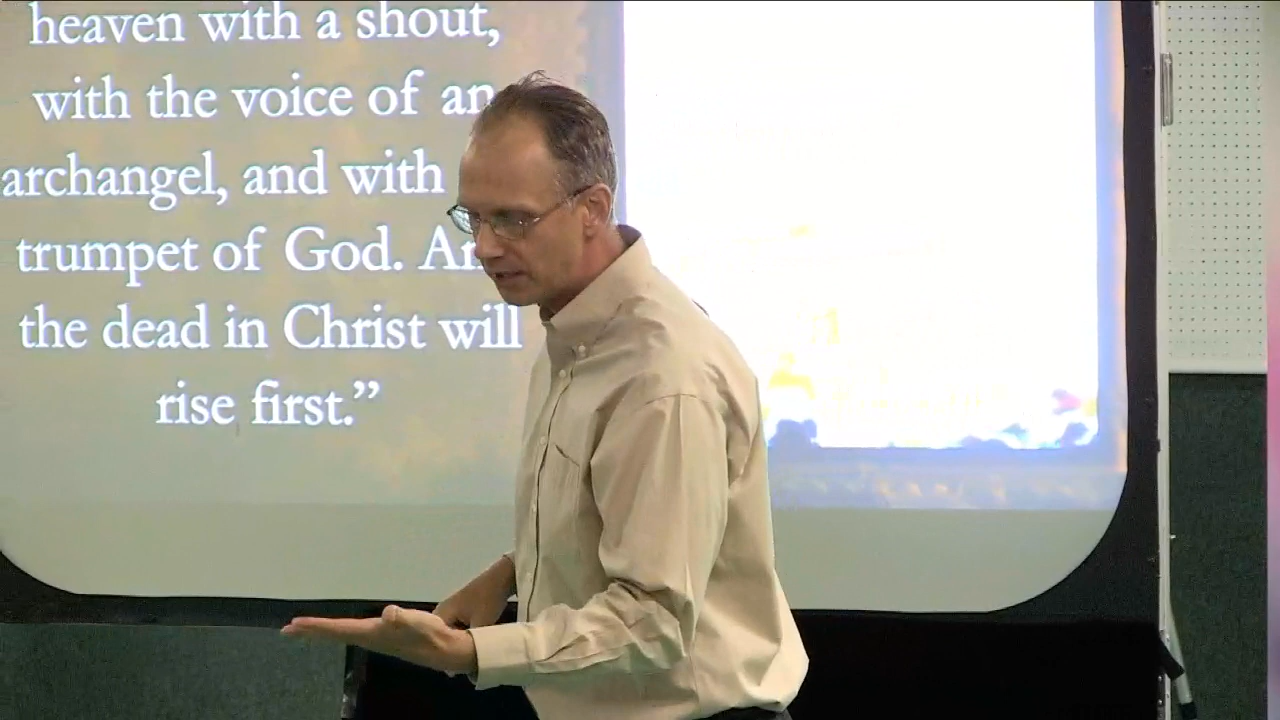 heaven with a shout,
with the voice of an
archangel, and with
trumpet of God. An
the dead in Christ will
rise first.”